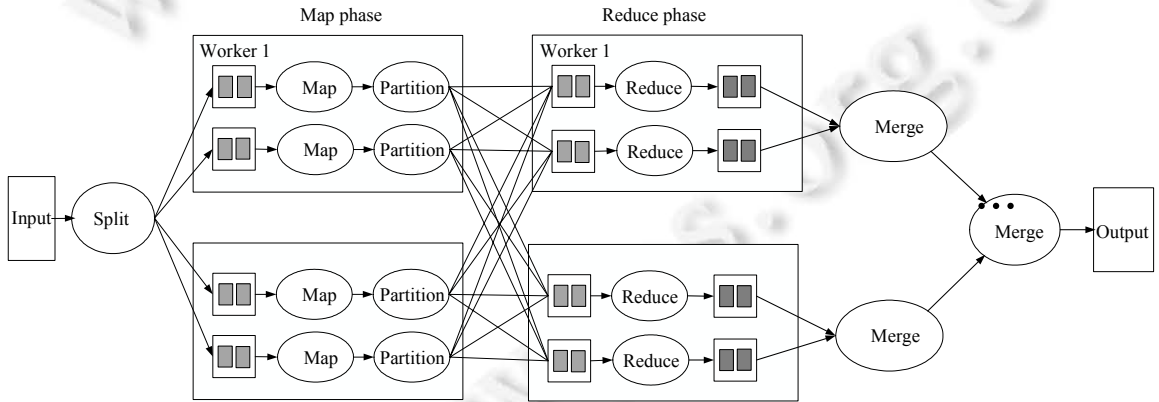 Map phase
Reduce phase
Worker 1
Worker 1
Map
Partition
Reduce
Map
Partition
Reduce
Merge
Input
Split
• • •
Merge
Output
Map
Partition
Reduce
Map
Partition
Reduce
Merge